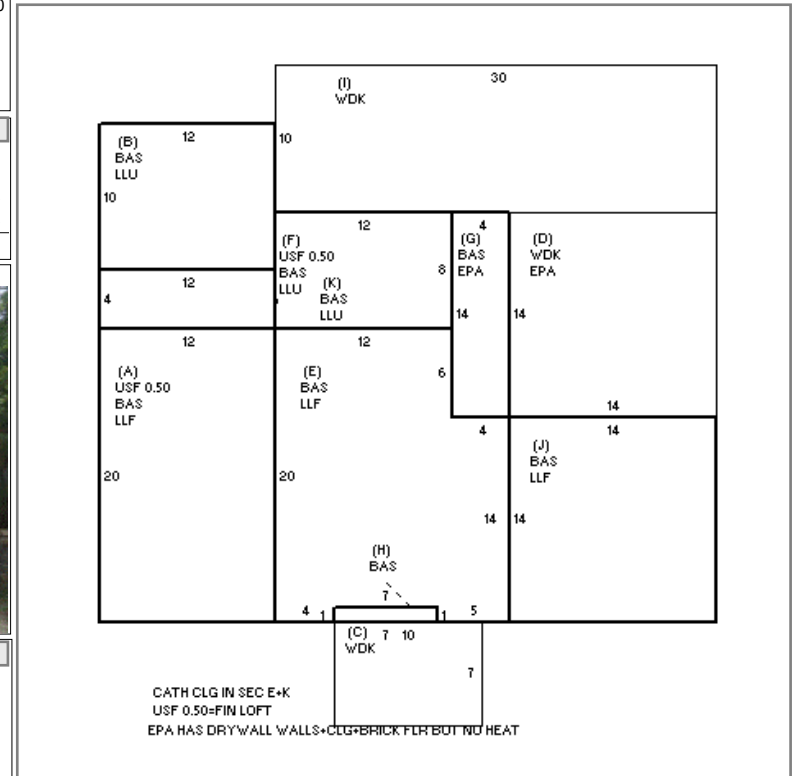 (I)
WDK
30
10
(B)
BAS
LLU
12
10
12
4
(F)
USF 0.50
BAS
LLU
12
8
(K)
BAS
LLU
4
(G)
BAS
EPA
14
(D)
WDK
EPA
14
14
12
(A)
USF 0.50
BAS
LLF
20
12
(E)
BAS
LLF
6
20
4
14
14
(J)
BAS
LLF
14
(H)
BAS
7
4
1
1
5
(C)
WDK
7
10
7
CATH CLG IN SEC E+K
USF 0.50=FIN LOFT
EPA HAS DRYWALL WALLS+CLG+BRICK FLR BUT NO HEAT